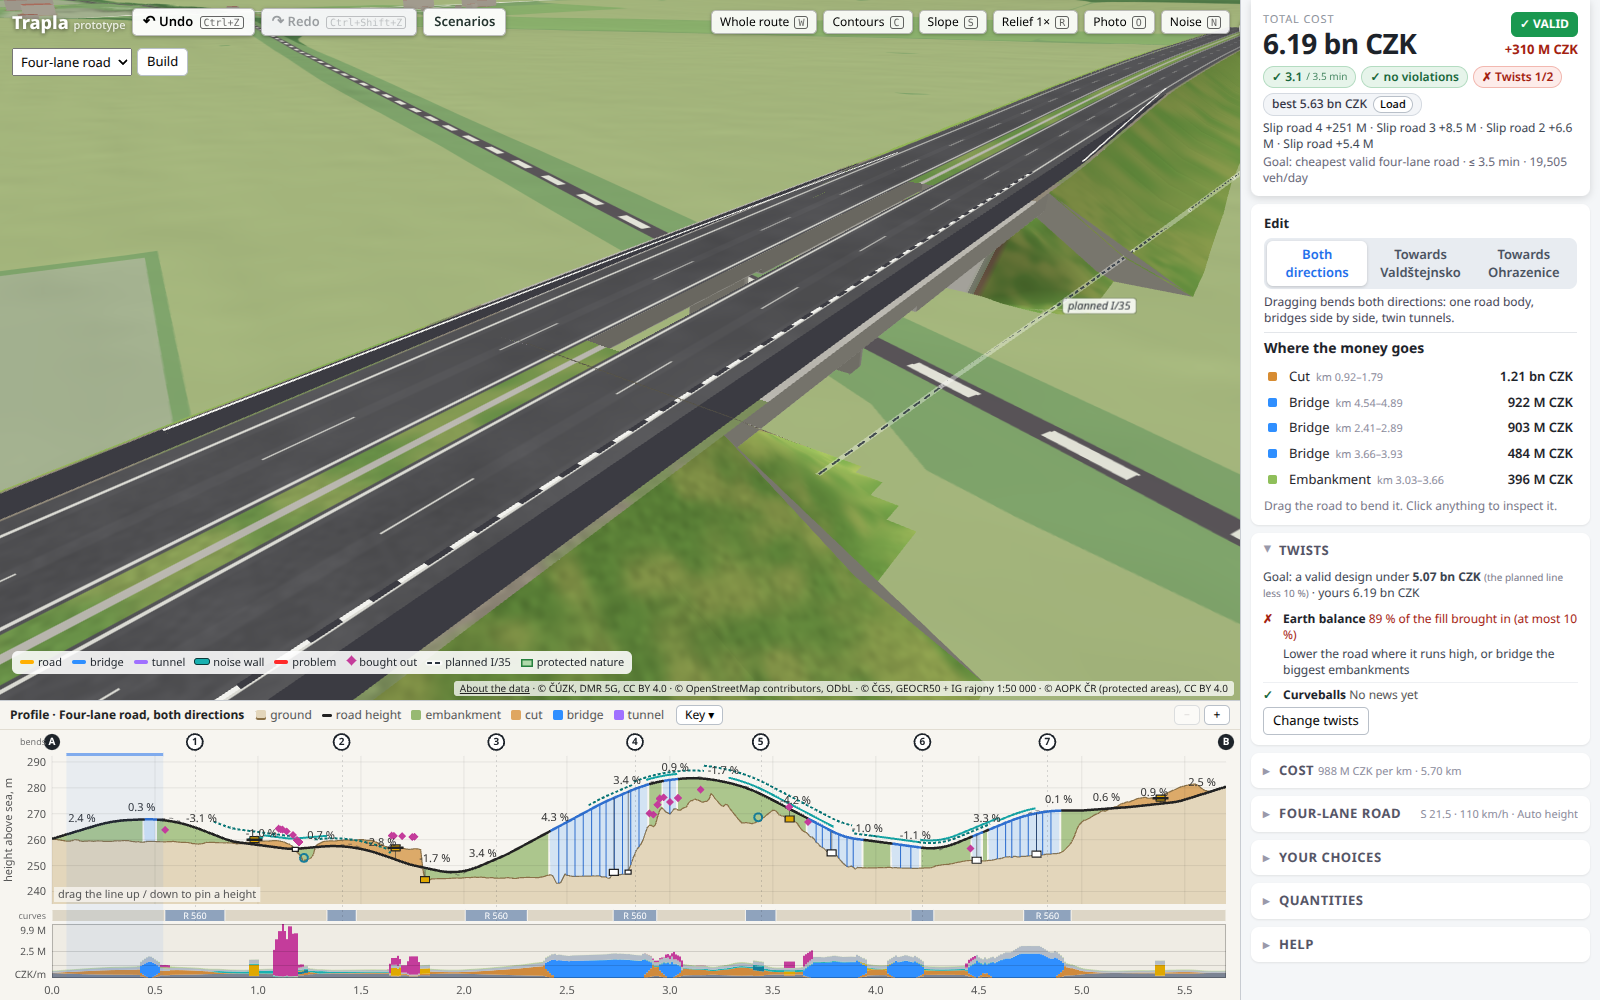 Trapla prototype
↶ Undo Ctrl+Z
↷ Redo Ctrl+Shift+Z
Scenarios
Whole route W
Contours C
Slope S
Relief 1× R
Photo O
Noise N
Four-lane road
Build
planned I/35
road bridge tunnel noise wall problem bought out planned I/35 protected nature
About the data · © ČÚZK, DMR 5G, CC BY 4.0 · © OpenStreetMap contributors, ODbL · © ČGS, GEOCR50 + IG rajony 1:50 000 · © AOPK ČR (protected areas), CC BY 4.0
TOTAL COST
✓ VALID
6.19 bn CZK
+310 M CZK
✓ 3.1 / 3.5 min
✓ no violations
✗ Twists 1/2
best 5.63 bn CZK Load
Slip road 4 +251 M · Slip road 3 +8.5 M · Slip road 2 +6.6
M · Slip road +5.4 M
Goal: cheapest valid four-lane road · ≤ 3.5 min · 19,505
veh/day
Edit
Both
directions
Towards
Valdštejnsko
Towards
Ohrazenice
Dragging bends both directions: one road body,
bridges side by side, twin tunnels.
Where the money goes
Cut km 0.92–1.79 1.21 bn CZK
Bridge km 4.54–4.89 922 M CZK
Bridge km 2.41–2.89 903 M CZK
Bridge km 3.66–3.93 484 M CZK
Embankment km 3.03–3.66 396 M CZK
Drag the road to bend it. Click anything to inspect it.
▼ TWISTS
Goal: a valid design under 5.07 bn CZK (the planned line
less 10 %) · yours 6.19 bn CZK
✗ Earth balance 89 % of the fill brought in (at most 10
%)
Lower the road where it runs high, or bridge the
biggest embankments
✓ Curveballs No news yet
Change twists
▶ COST 988 M CZK per km · 5.70 km
▶ FOUR-LANE ROAD S 21.5 · 110 km/h · Auto height
▶ YOUR CHOICES
▶ QUANTITIES
▶ HELP
Profile · Four-lane road, both directions ground road height embankment cut bridge tunnel Key ▾ − +
bends A 1 2 3 4 5 6 7 B
height above sea, m
290
280
270
260
250
240
2.4 % 0.3 % -3.1 % -1.0 % 0.7 % -2.8 % -1.7 % 3.4 % 4.3 % 3.4 % 0.9 % -1.7 % -4.2 % -1.0 % -1.1 % 3.3 % 0.1 % 0.6 % 0.9 % 2.5 %
drag the line up / down to pin a height
curves R 560 R 560 R 560 R 560
9.9 M
2.5 M
CZK/m
0.0 0.5 1.0 1.5 2.0 2.5 3.0 3.5 4.0 4.5 5.0 5.5